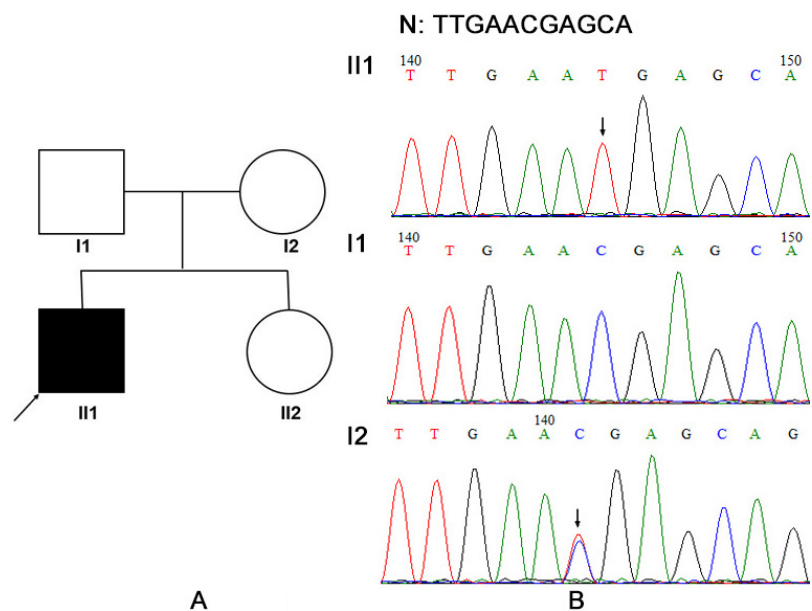 N: TTGAACGAGCA
II1
140 150
T T G A A T G A G C A
I1
140 150
T T G A A C G A G C A
I2
140
T T G A A C G A G C A G
I1 I2
II1 II2
A B